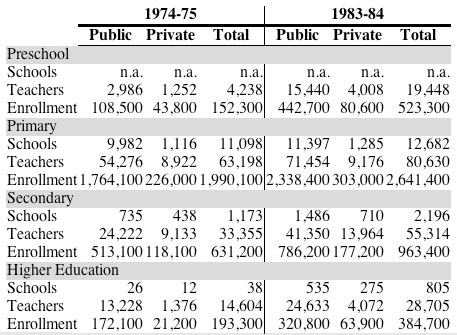 1974-75 1983-84
Public Private Total Public Private Total
Preschool
Schools n.a. n.a. n.a. n.a. n.a. n.a.
Teachers 2,986 1,252 4,238 15,440 4,008 19,448
Enrollment 108,500 43,800 152,300 442,700 80,600 523,300
Primary
Schools 9,982 1,116 11,098 11,397 1,285 12,682
Teachers 54,276 8,922 63,198 71,454 9,176 80,630
Enrollment 1,764,100 226,000 1,990,100 2,338,400 303,000 2,641,400
Secondary
Schools 735 438 1,173 1,486 710 2,196
Teachers 24,222 9,133 33,355 41,350 13,964 55,314
Enrollment 513,100 118,100 631,200 786,200 177,200 963,400
Higher Education
Schools 26 12 38 535 275 805
Teachers 13,228 1,376 14,604 24,633 4,072 28,705
Enrollment 172,100 21,200 193,300 320,800 63,900 384,700